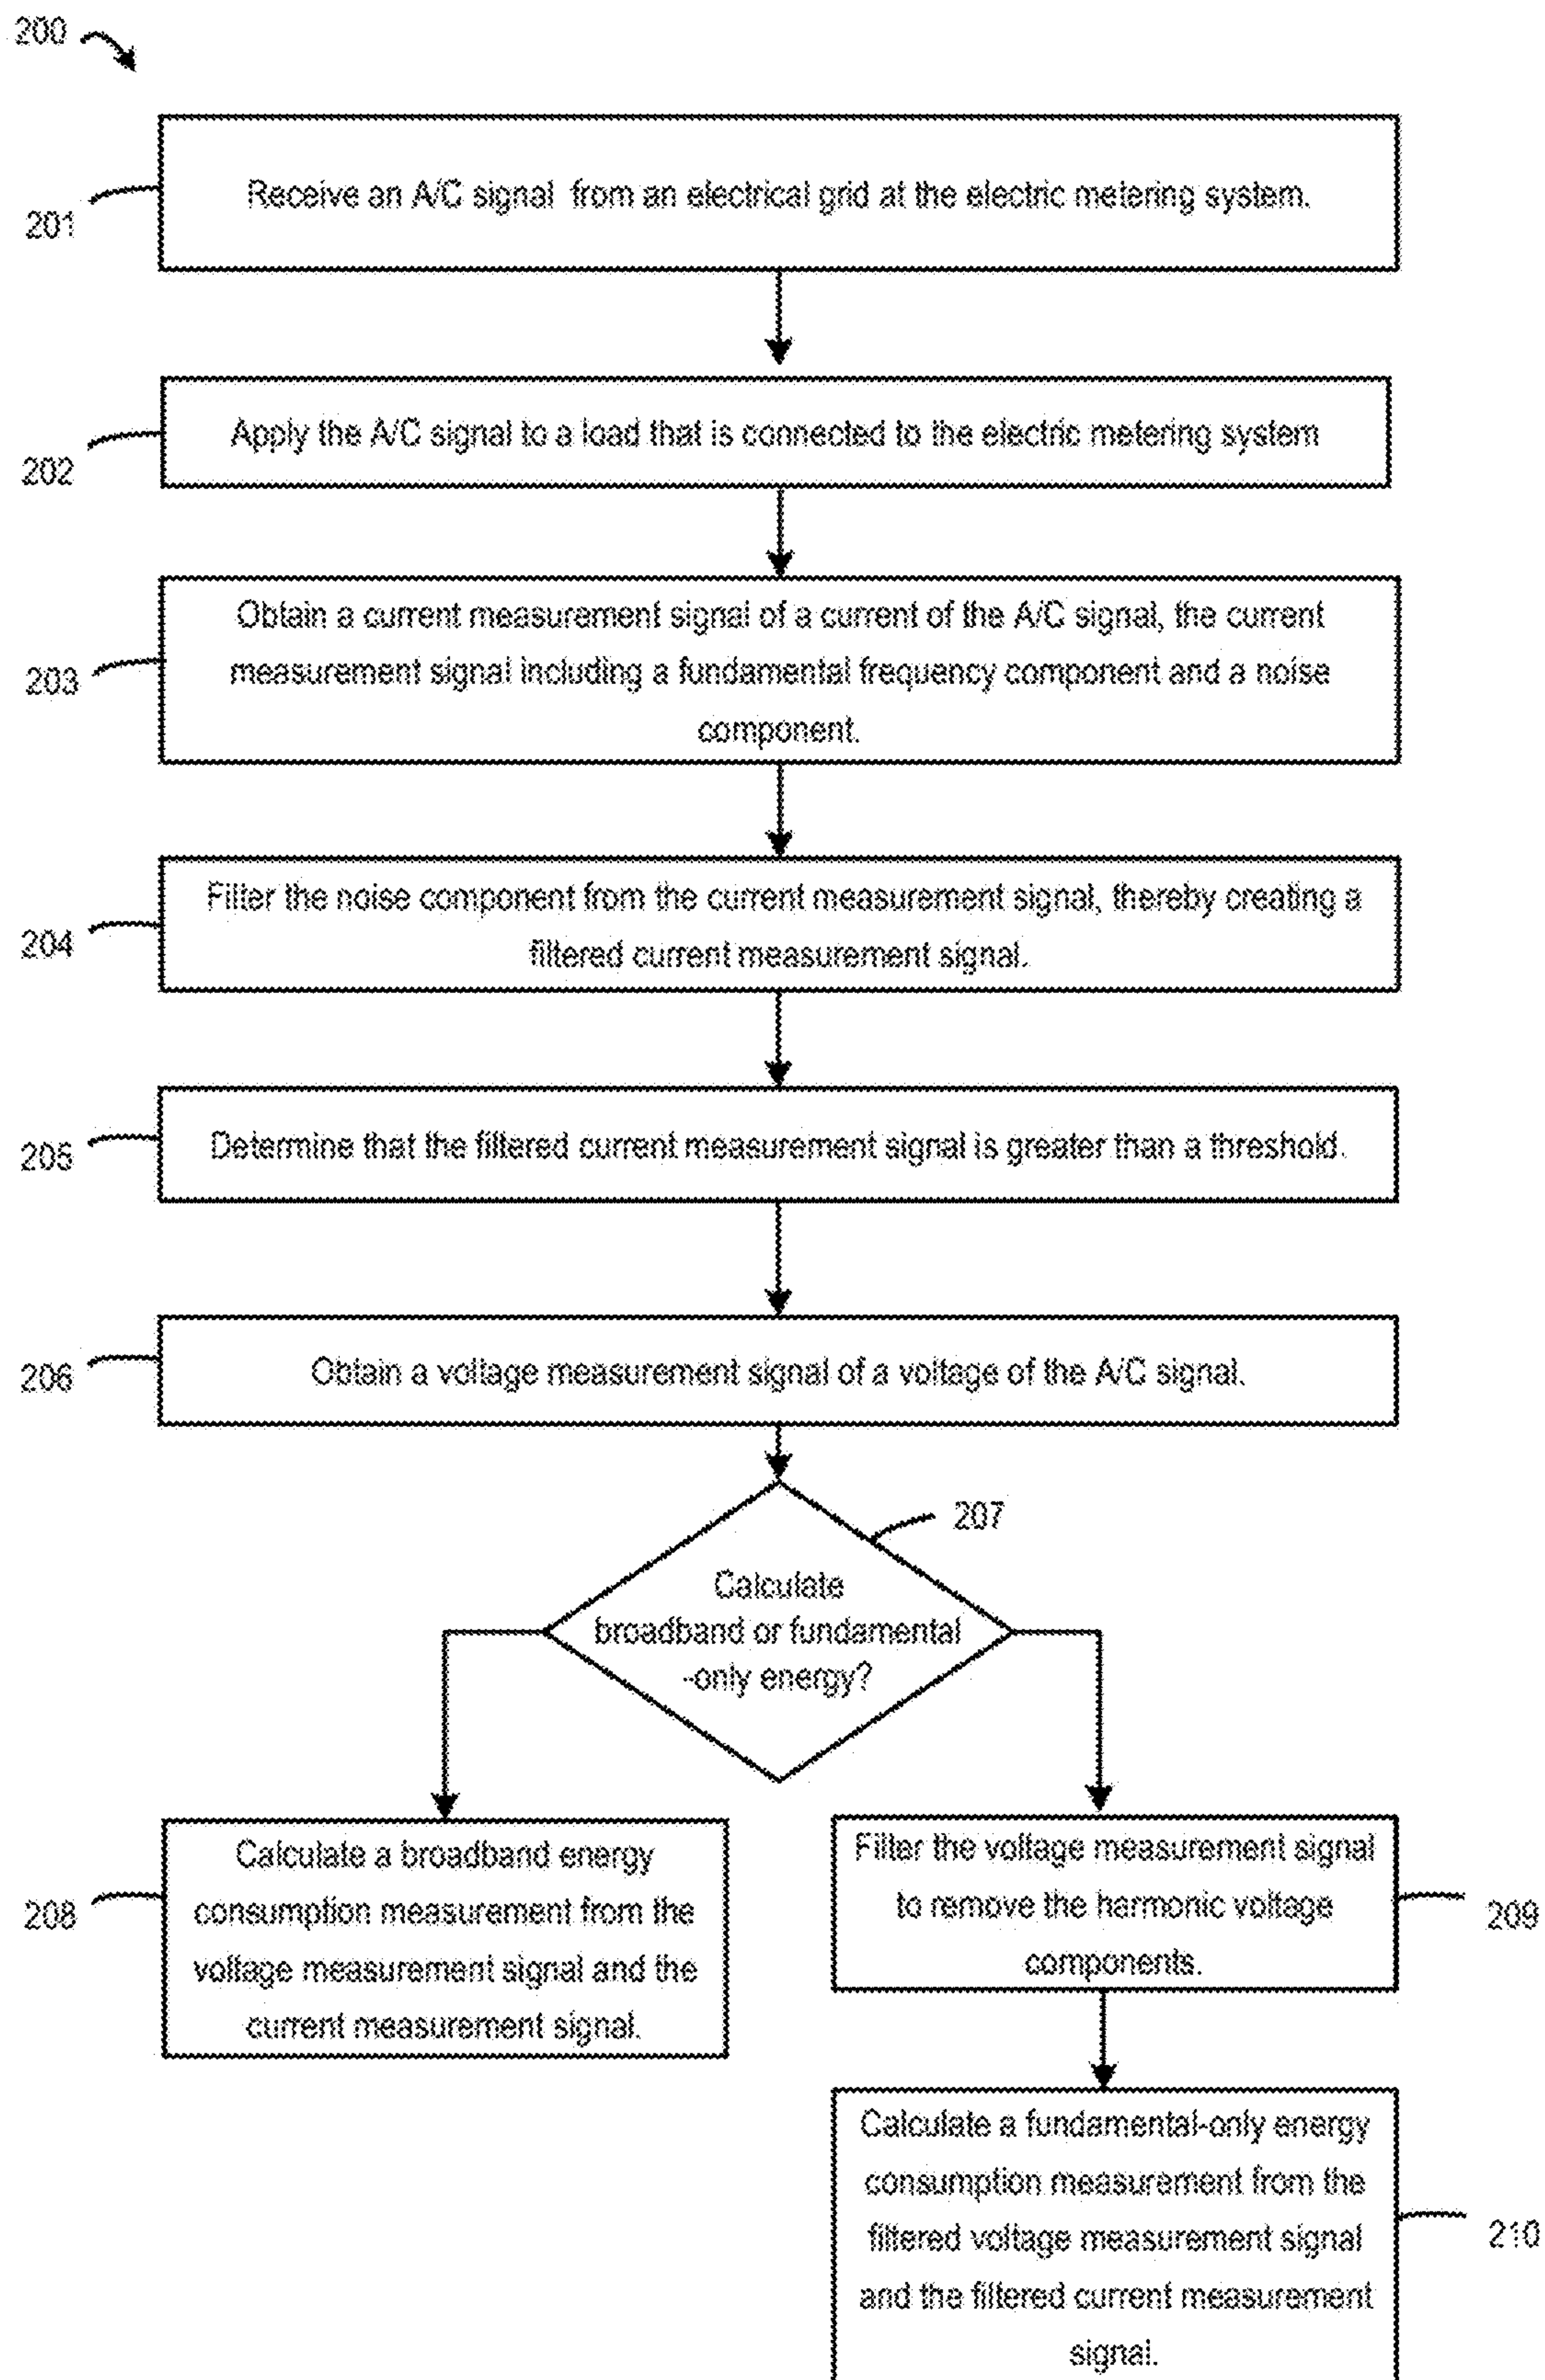 200
Receive an A/C signal from an electrical grid at the electric metering system.
201
Apply the A/C signal to a load that is connected to the electric metering system
202
Obtain a current measurement signal of a current of the A/C signal, the current
measurement signal including a fundamental frequency component and a noise
component.
203
Filter the noise component from the current measurement signal, thereby creating a
filtered current measurement signal.
204
Determine that the filtered current measurement signal is greater than a threshold.
205
Obtain a voltage measurement signal of a voltage of the A/C signal.
206
207
Calculate
broadband or fundamental
-only energy?
Calculate a broadband energy
consumption measurement from the
voltage measurement signal and the
current measurement signal.
208
Filter the voltage measurement signal
to remove the harmonic voltage
components.
209
Calculate a fundamental-only energy
consumption measurement from the
filtered voltage measurement signal
and the filtered current measurement
signal.
210